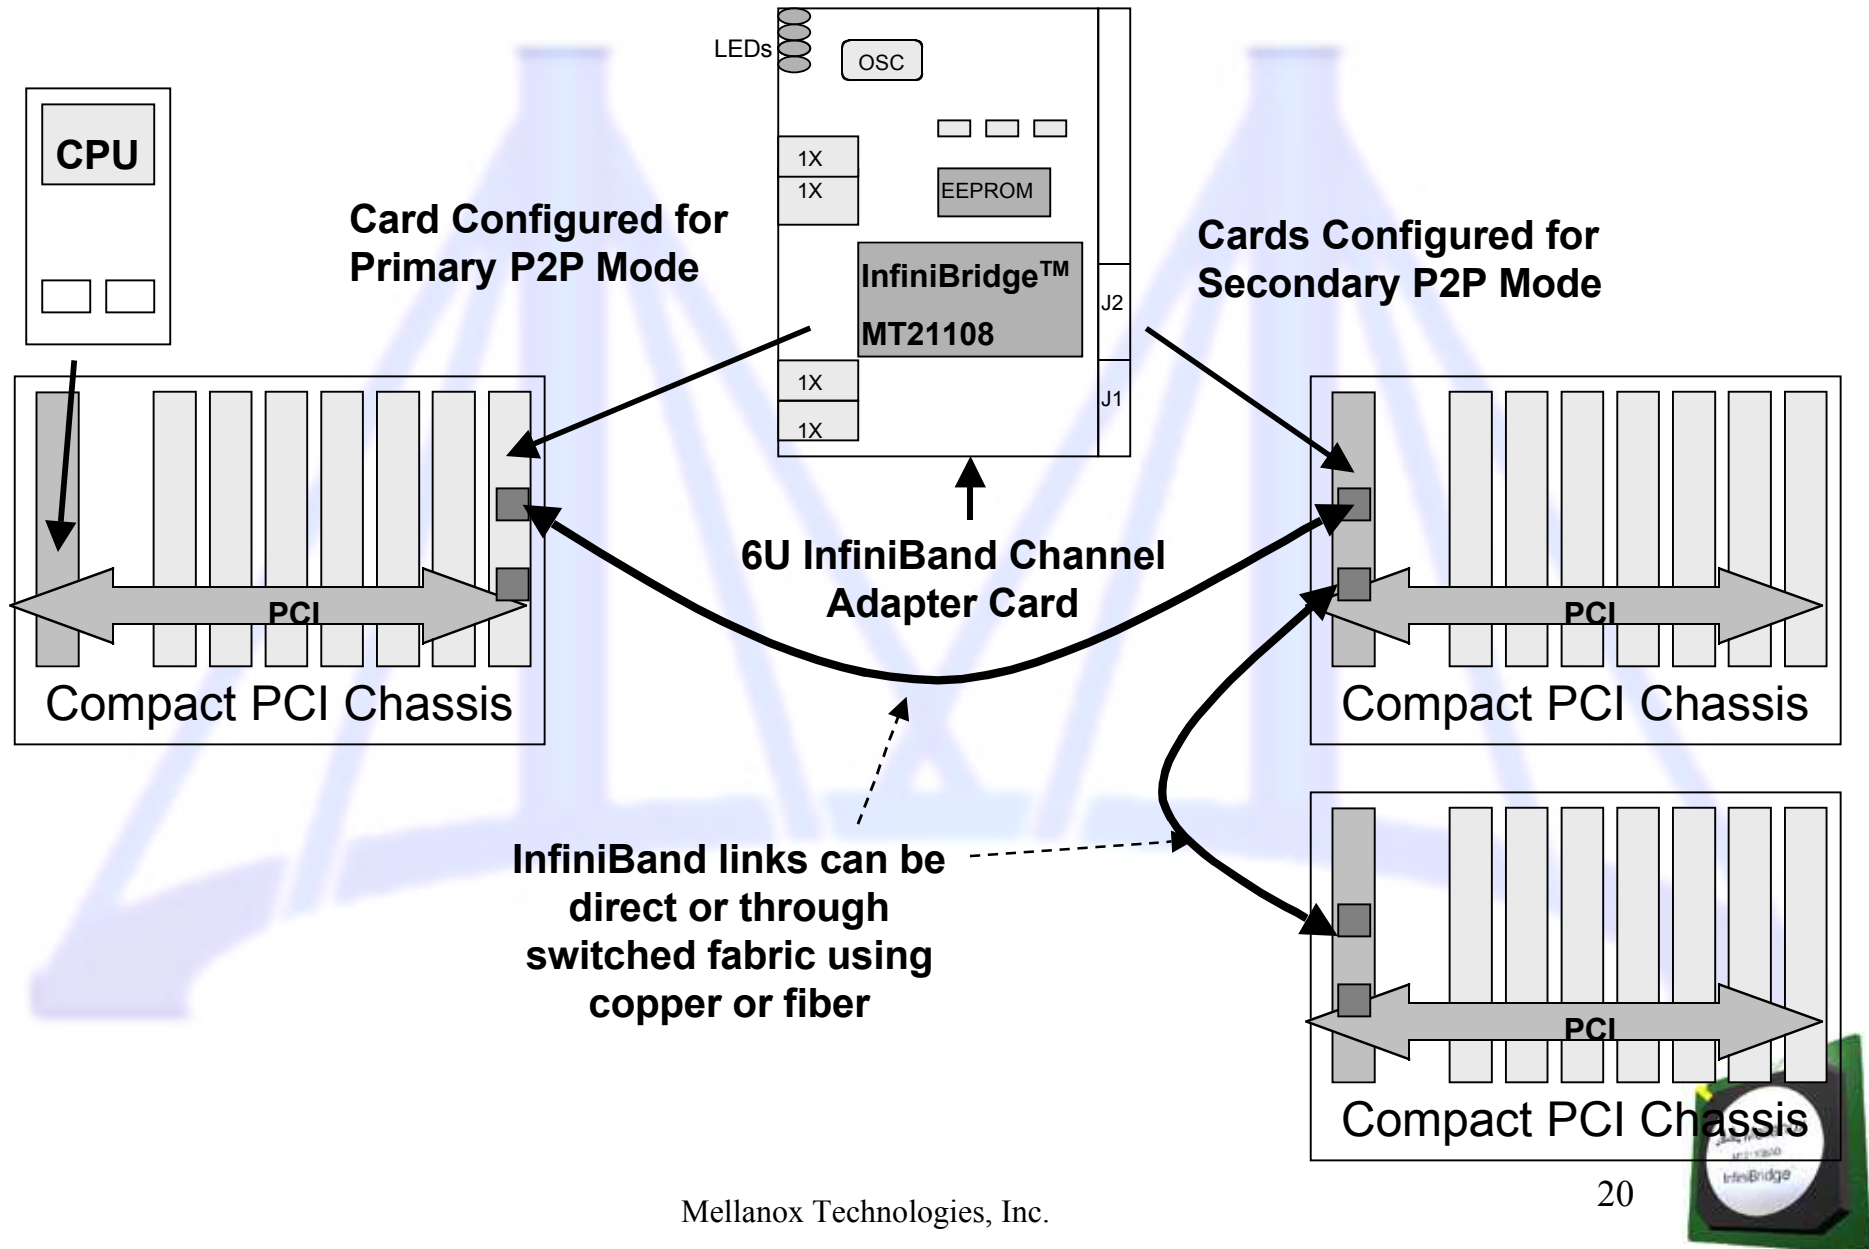 LEDs
OSC
CPU
1X
1X
EEPROM
Card Configured for
Primary P2P Mode
Cards Configured for
Secondary P2P Mode
InfiniBridge™
MT21108
J2
1X
1X
J1
6U InfiniBand Channel
Adapter Card
PCI
PCI
Compact PCI Chassis
Compact PCI Chassis
InfiniBand links can be
direct or through
switched fabric using
copper or fiber
PCI
Compact PCI Chassis
InfiniBridge
20
Mellanox Technologies, Inc.